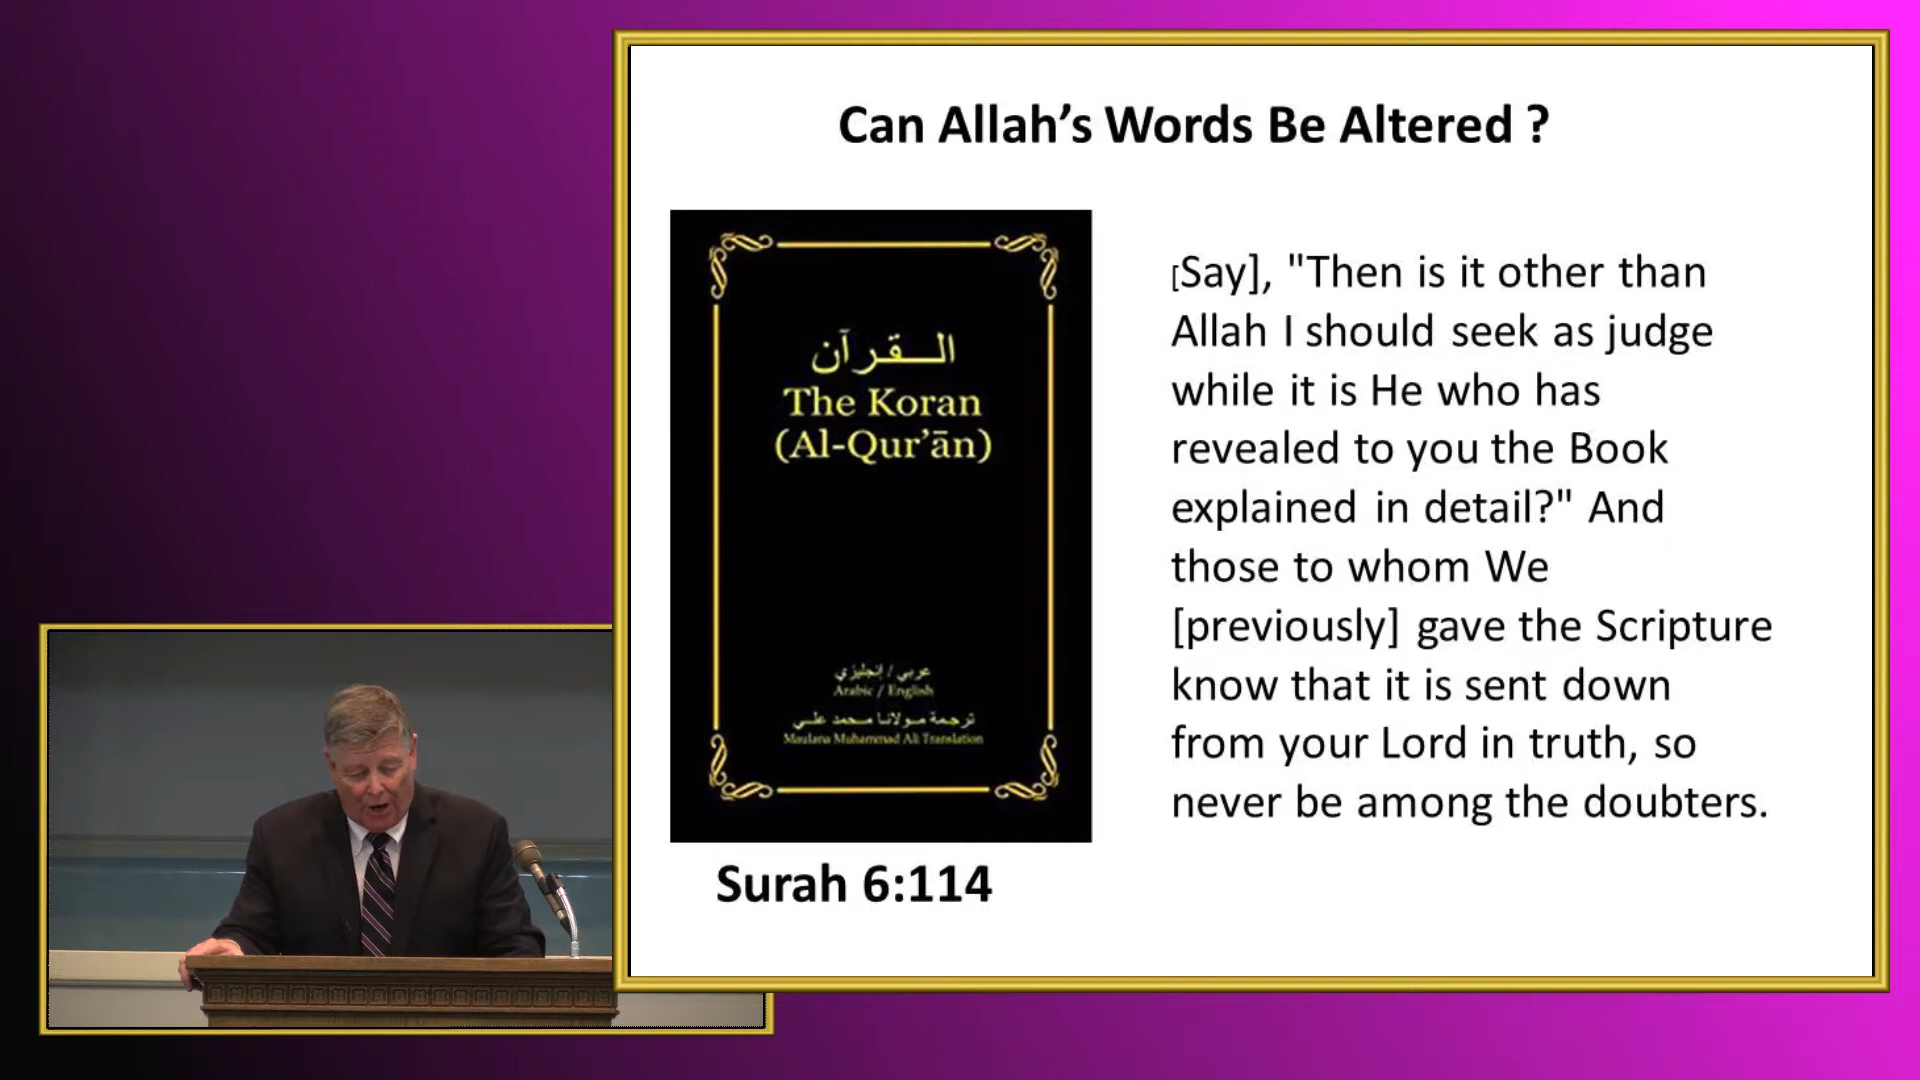 Can Allah’s Words Be Altered ?
الـــقـرآن
The Koran
(Al-Qur’ān)
عربي / إنجليزي
Arabic / English
ترجمة مـولانـا محمد علـي
Maulana Muhammad Ali Translation
Surah 6:114
[Say], "Then is it other than
Allah I should seek as judge
while it is He who has
revealed to you the Book
explained in detail?" And
those to whom We
[previously] gave the Scripture
know that it is sent down
from your Lord in truth, so
never be among the doubters.